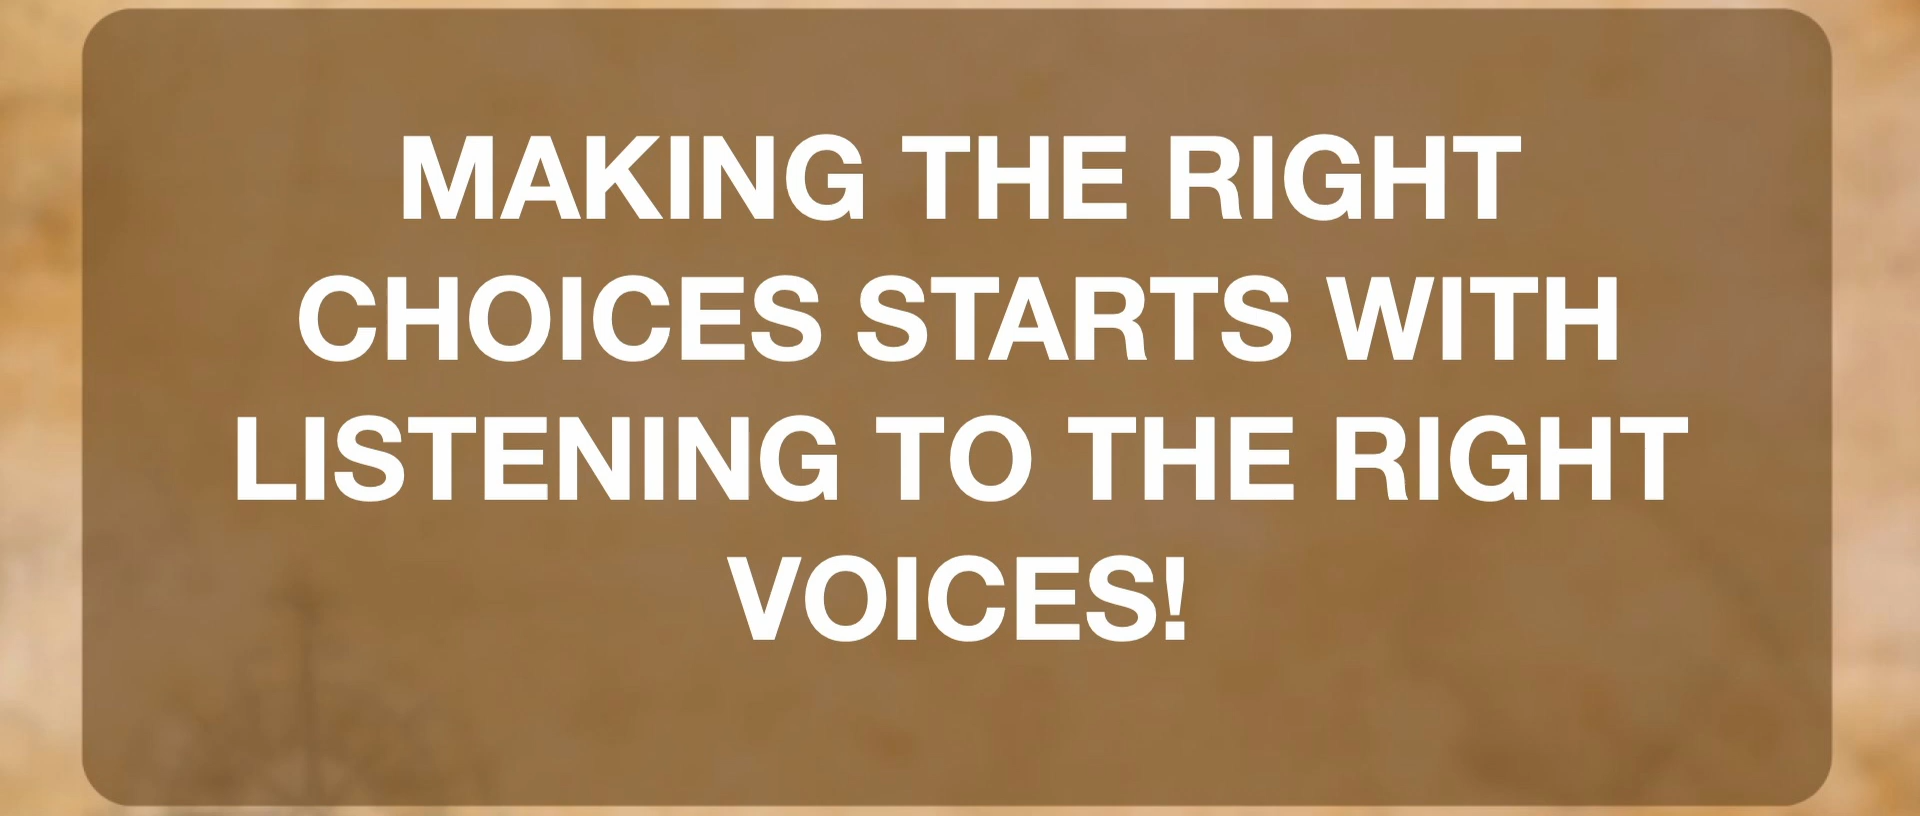 MAKING THE RIGHT
CHOICES STARTS WITH
LISTENING TO THE RIGHT
VOICES!